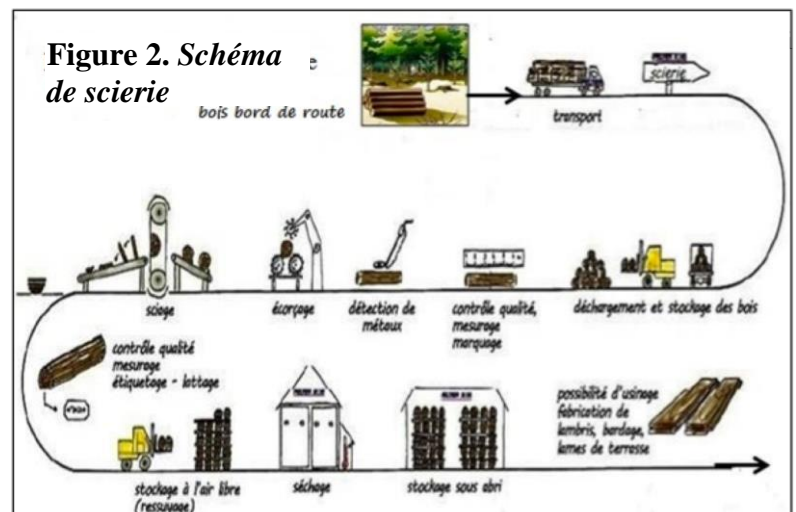 Figure 2. Schéma
de scierie
bois bord de route
scierie
transport
sciage
écorçage
détection de
métaux
contrôle qualité,
mesurage
marquage
déchargement et stockage des bois
contrôle qualité
mesurage
étiquetage - lattage
possibilité d'usinage
fabrication de
lambris, bardage,
lames de terrasse
stockage à l'air libre
(ressuyage)
séchage
stockage sous abri